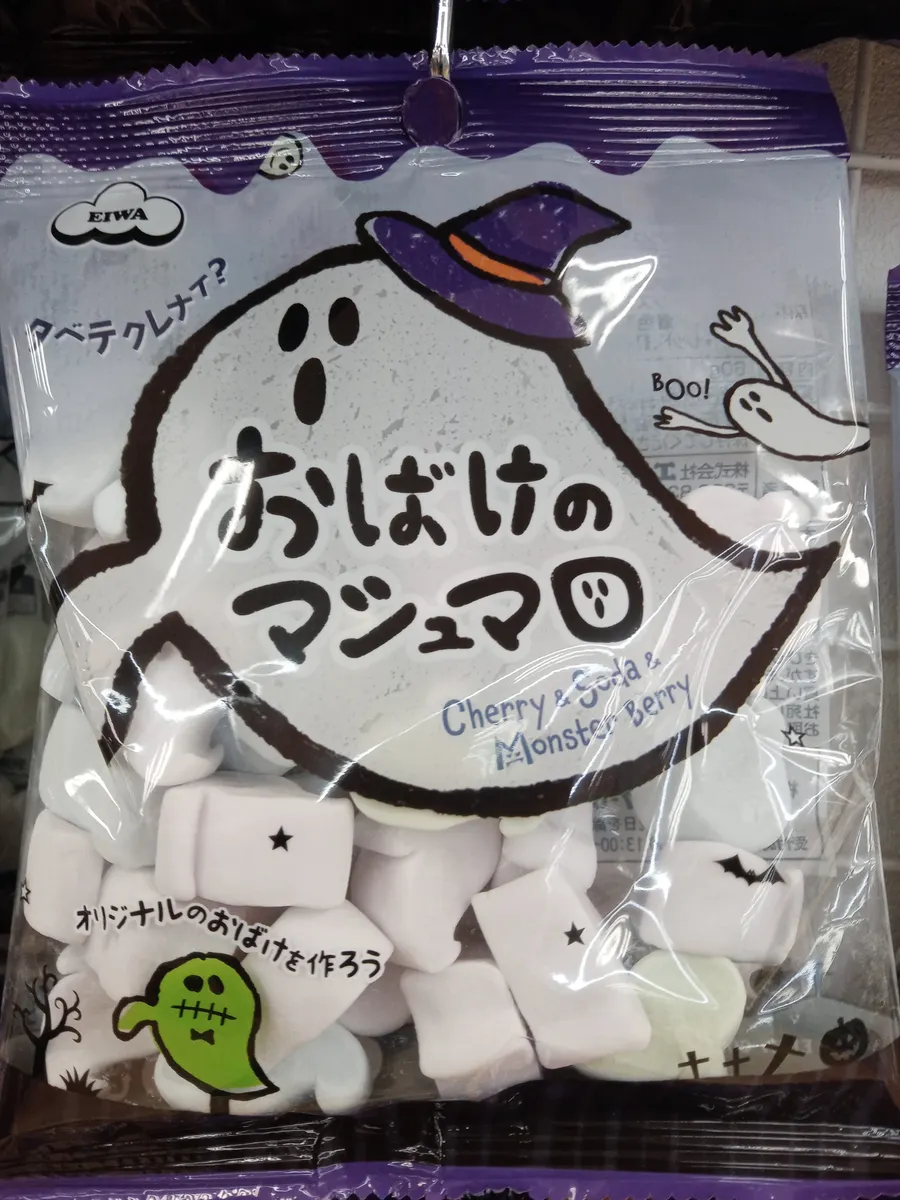 EIWA
タベテクレナイ?
BOO!
おばけの
マシュマロ
Cherry & Soda &
Monster Berry
オリジナルのおばけを作ろう